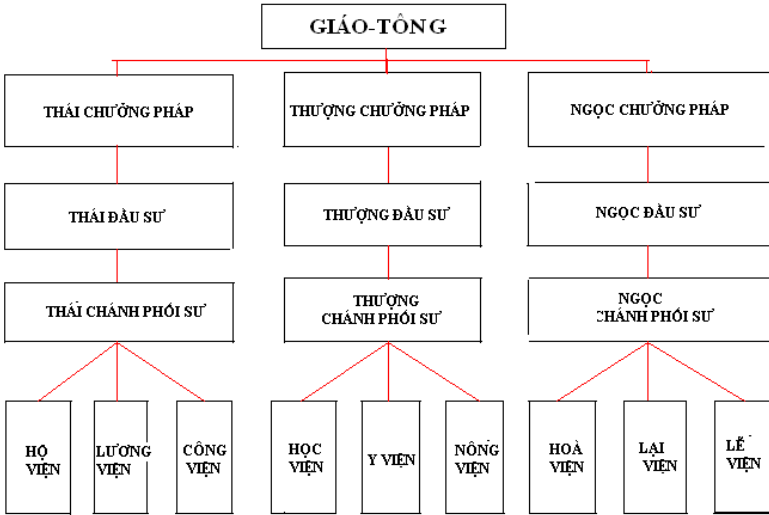 GIÁO-TÔNG
THÁI CHƯỞNG PHÁP
THƯỢNG CHƯỞNG PHÁP
NGỌC CHƯỞNG PHÁP
THÁI ĐẦU SƯ
THƯỢNG ĐẦU SƯ
NGỌC ĐẦU SƯ
THÁI CHÁNH PHỐI SƯ
THƯỢNG
CHÁNH PHỐI SƯ
NGỌC
CHÁNH PHỐI SƯ
HỘ
VIỆN
LƯƠNG
VIỆN
CÔNG
VIỆN
HỌC
VIỆN
Y VIỆN
NÔNG
VIỆN
HOÀ
VIỆN
LẠI
VIỆN
LỄ
VIỆN